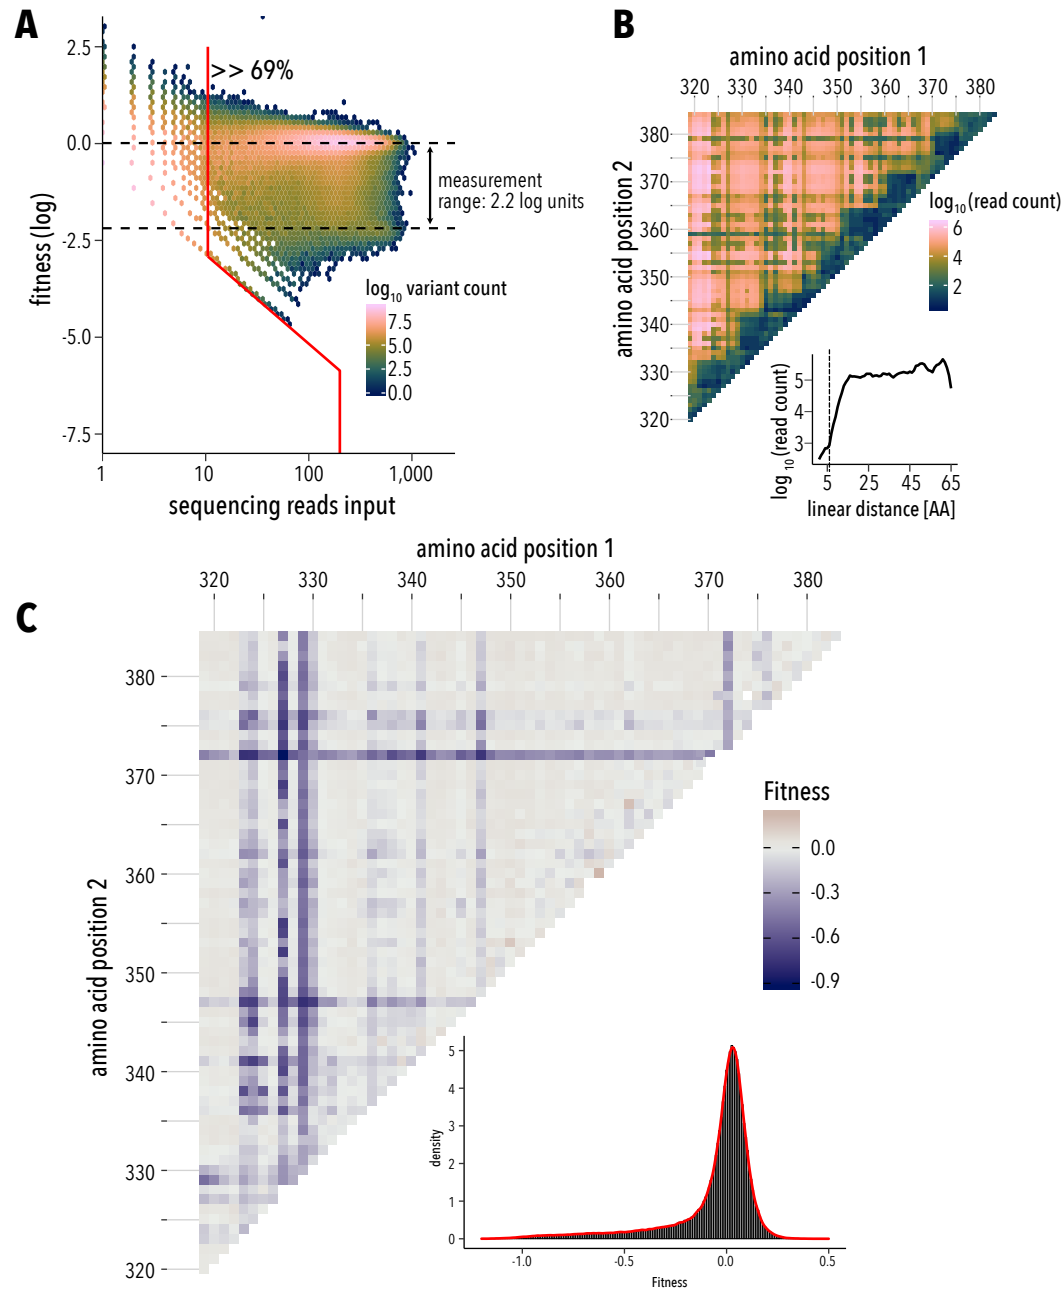 A
2.5
0.0
-2.5
-5.0
-7.5
fitness (log)
>> 69%
measurement
range: 2.2 log units
log10 variant count
7.5
5.0
2.5
0.0
1 10 100 1,000
sequencing reads input
B
amino acid position 1
320 330 340 350 360 370 380
380
370
360
350
340
330
320
amino acid position 2
log10 (read count)
6
4
2
log10 (read count)
5
4
3
5 25 45 65
linear distance [AA]
C
amino acid position 1
320 330 340 350 360 370 380
380
370
360
350
340
330
320
amino acid position 2
Fitness
0.0
-0.3
-0.6
-0.9
density
5
4
3
2
1
0
-1.0 -0.5 0.0 0.5
Fitness